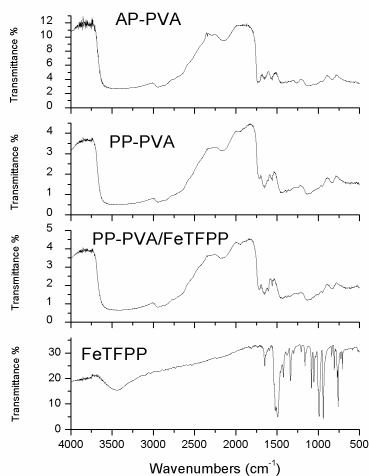 AP-PVA
Transmittance %
12
10
8
6
4
2
0
PP-PVA
Transmittance %
4
3
2
1
0
PP-PVA/FeTFPP
Transmittance %
5
4
3
2
1
0
FeTFPP
Transmittance %
30
20
10
0
4000 3500 3000 2500 2000 1500 1000 500
Wavenumbers (cm-1)